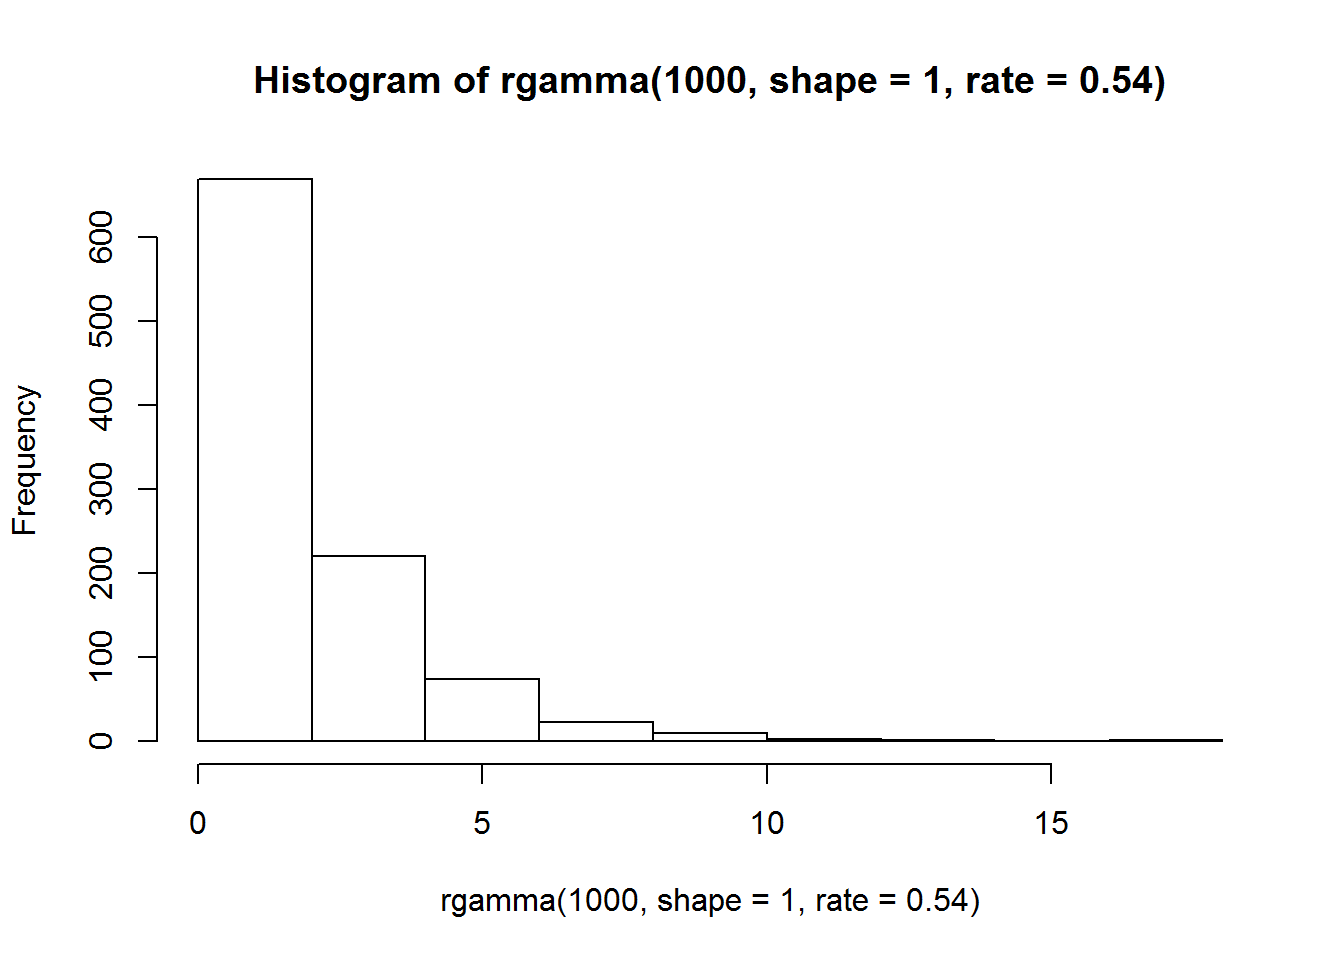 Histogram of rgamma(1000, shape = 1, rate = 0.54)
Frequency
600
500
400
300
200
100
0
0 5 10 15
rgamma(1000, shape = 1, rate = 0.54)